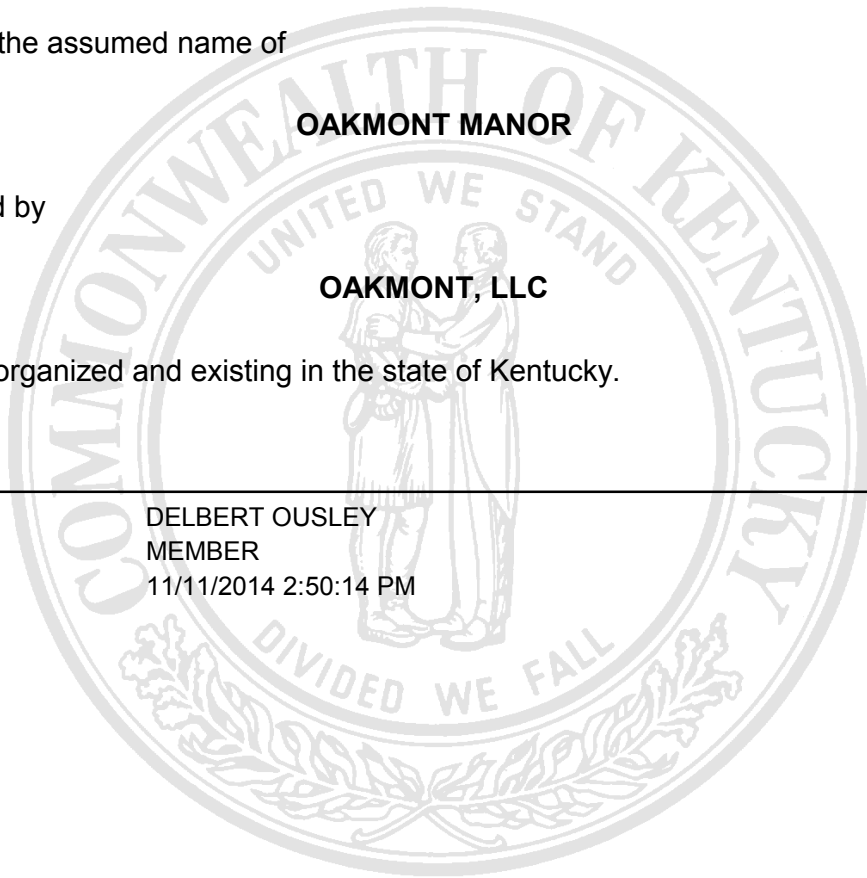 the assumed name of
OAKMONT MANOR
d by
OAKMONT, LLC
organized and existing in the state of Kentucky.
DELBERT OUSLEY
MEMBER
11/11/2014 2:50:14 PM
COMMONWEALTH OF KENTUCKY
UNITED WE STAND
DIVIDED WE FALL